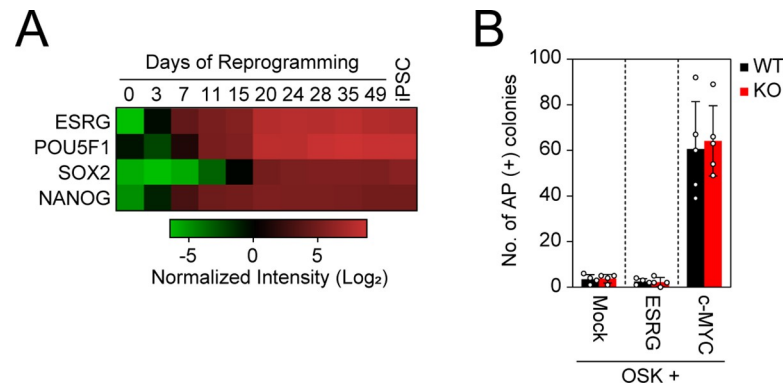 A
Days of Reprogramming
0 3 7 11 15 20 24 28 35 49 iPSC
ESRG
POU5F1
SOX2
NANOG
-5 0 5
Normalized Intensity (Log₂)
B
No. of AP (+) colonies
100
80
60
40
20
0
WT
KO
Mock
ESRG
c-MYC
OSK +